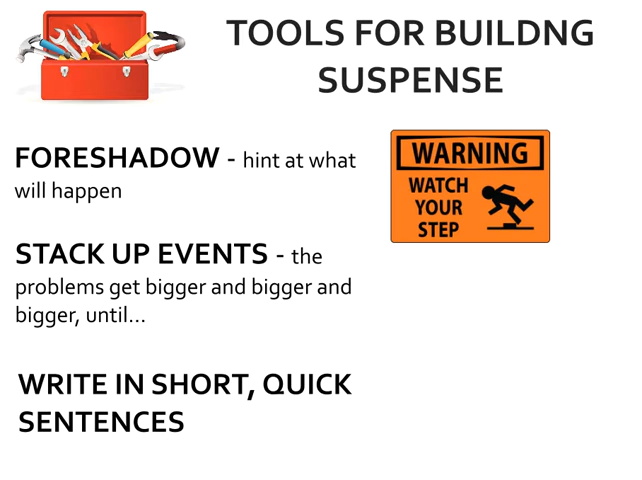 TOOLS FOR BUILDNG
SUSPENSE
FORESHADOW - hint at what
will happen
WARNING
WATCH
YOUR
STEP
STACK UP EVENTS - the
problems get bigger and bigger and
bigger, until...
WRITE IN SHORT, QUICK
SENTENCES